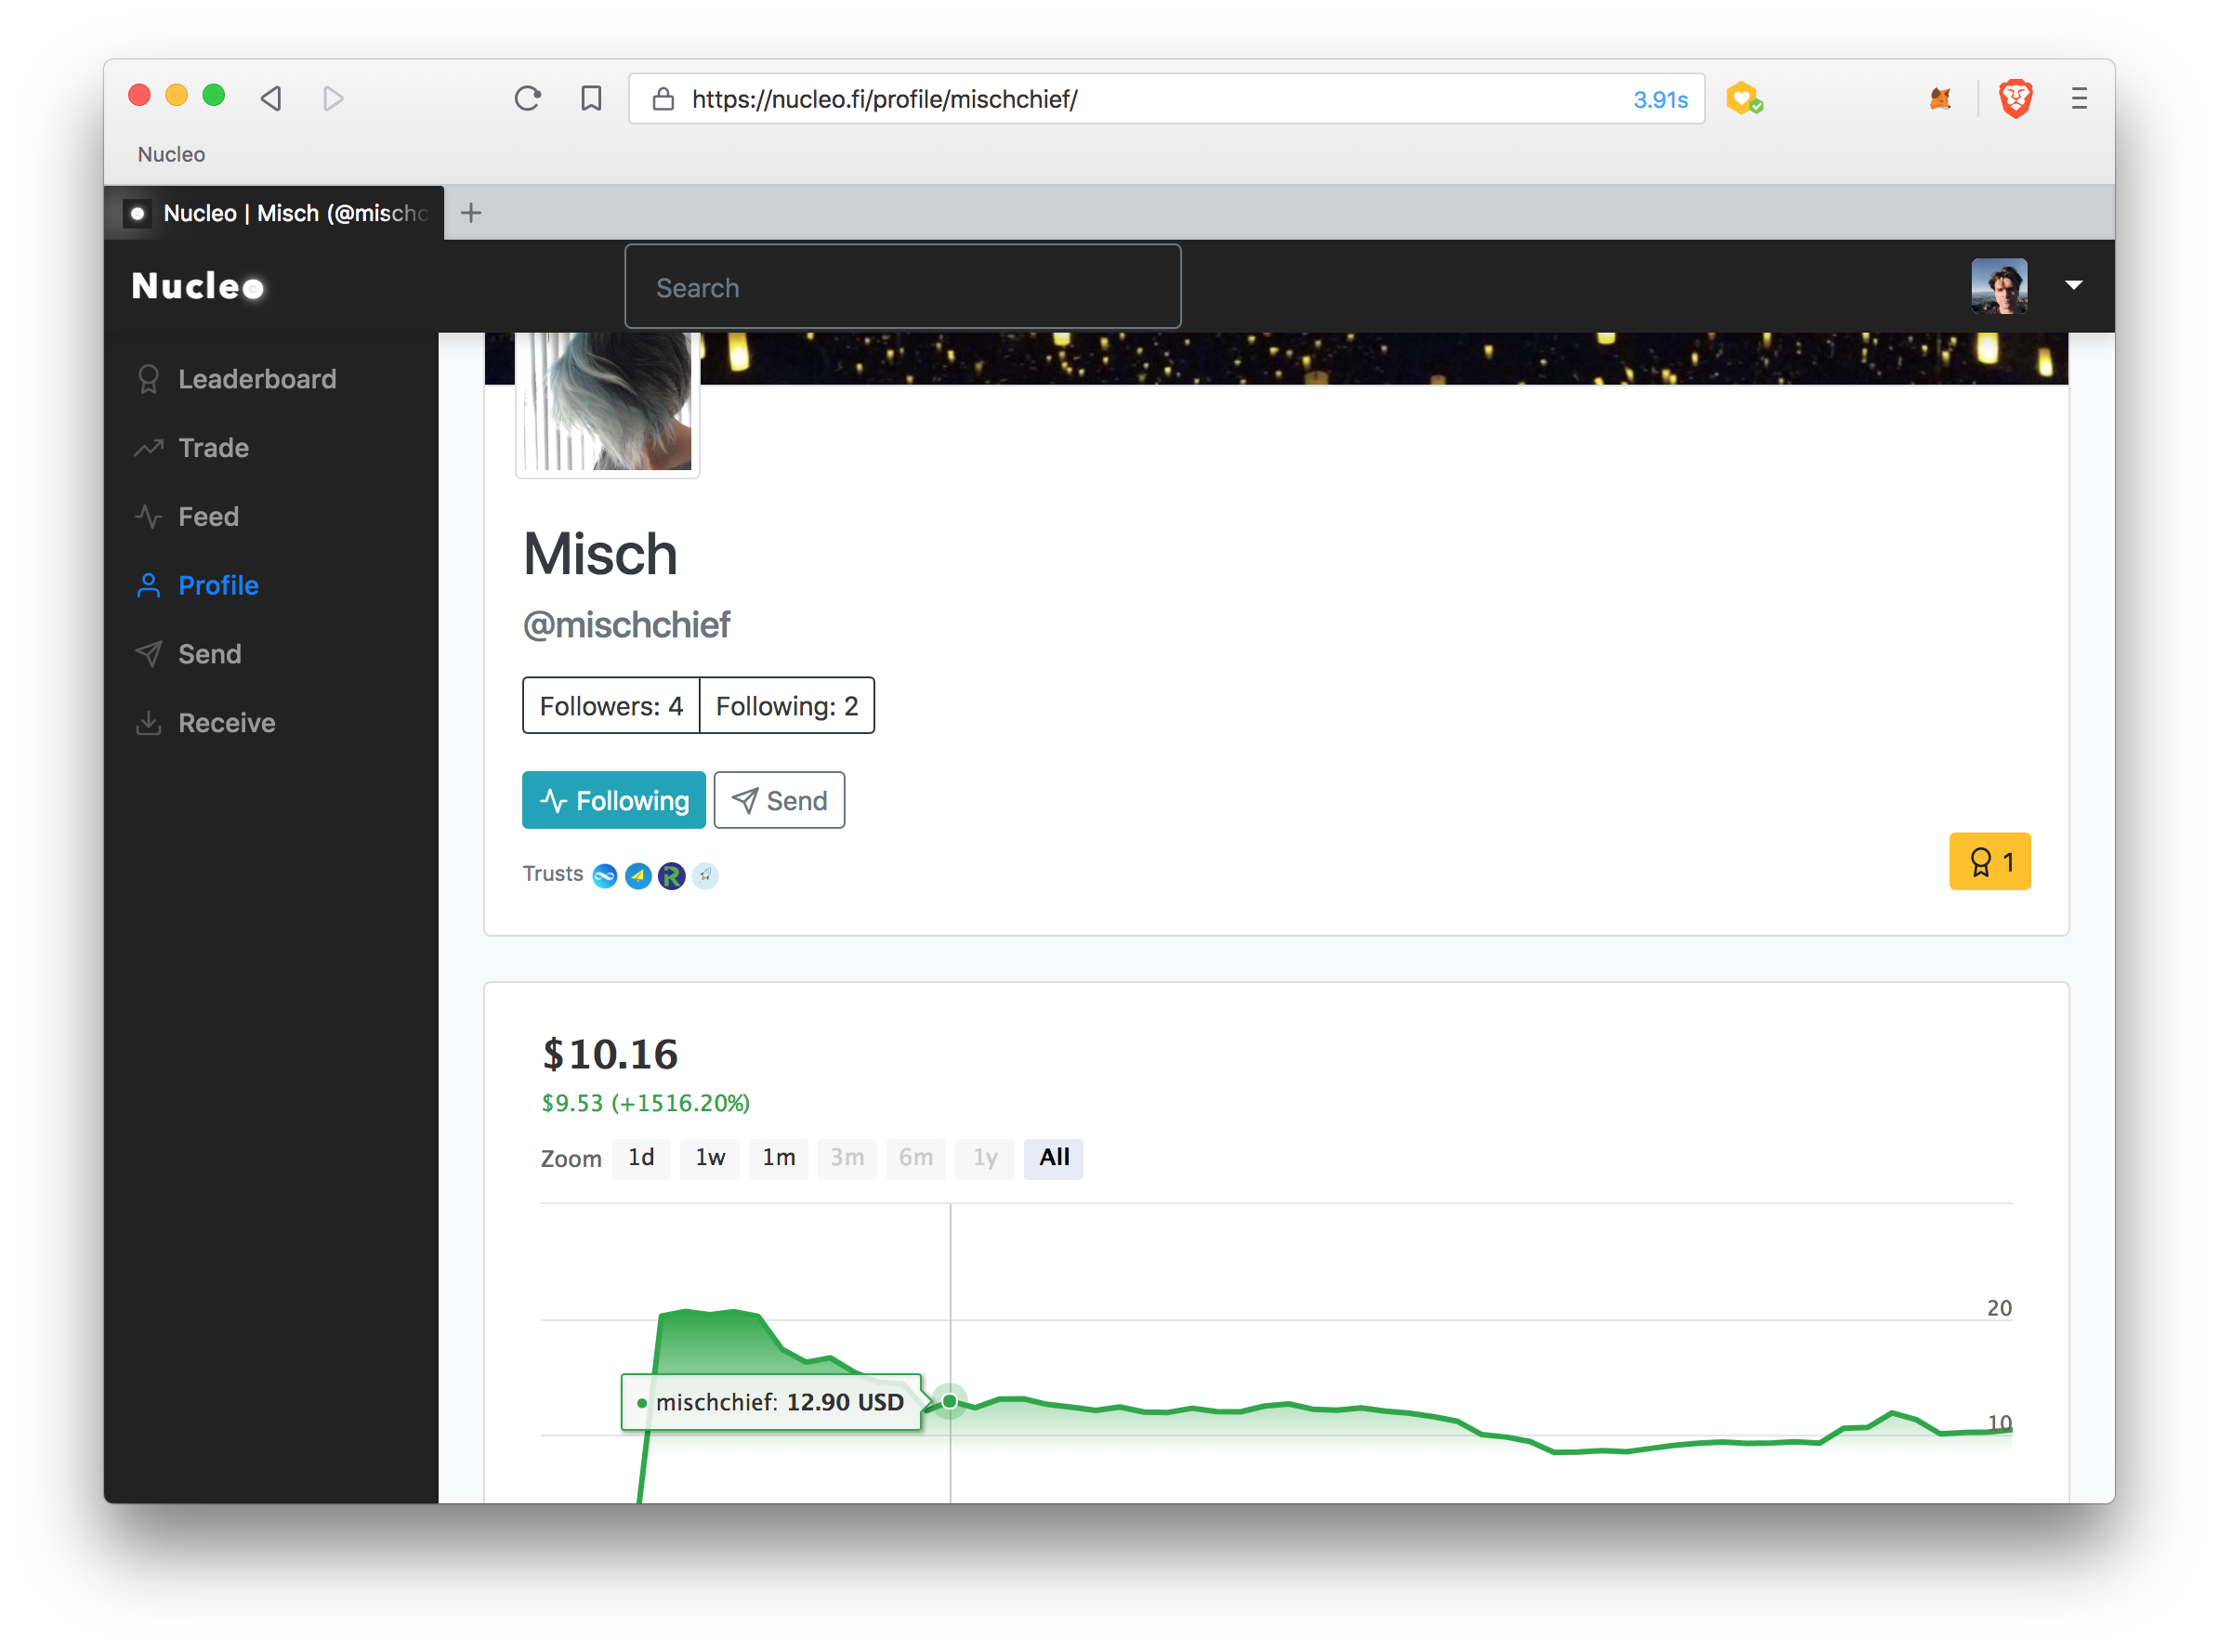 https://nucleo.fi/profile/mischchief/
3.91s
Nucleo
Nucleo | Misch (@mischc
Nucleo
Search
Leaderboard
Trade
Feed
Profile
Send
Receive
Misch
@mischchief
Followers: 4
Following: 2
Following
Send
Trusts
R
1
$10.16
$9.53 (+1516.20%)
Zoom 1d 1w 1m 3m 6m 1y All
20
mischchief: 12.90 USD
10